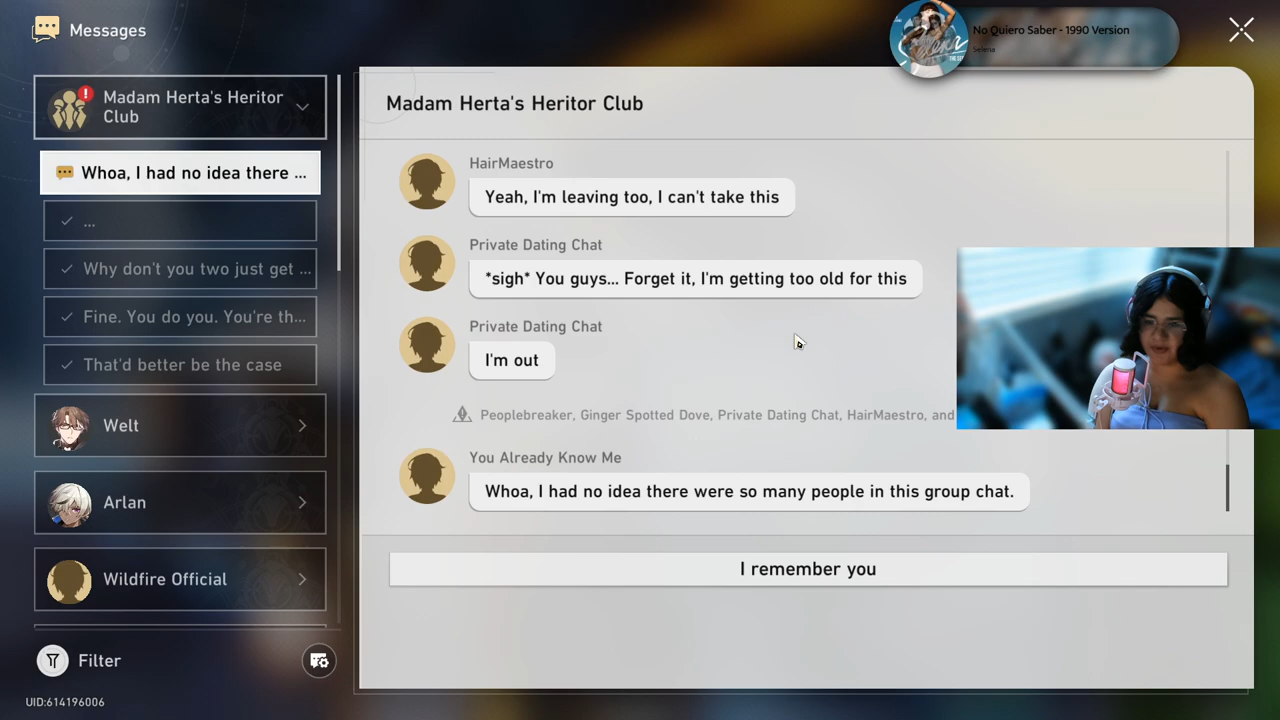 Messages
No Quiero Saber - 1990 Version
Selena
Madam Herta's Heritor
Club
Whoa, I had no idea there ...
...
Why don't you two just get ...
Fine. You do you. You're th...
That'd better be the case
Welt
Arlan
Wildfire Official
Filter
UID:614196006
Madam Herta's Heritor Club
HairMaestro
Yeah, I'm leaving too, I can't take this
Private Dating Chat
*sigh* You guys... Forget it, I'm getting too old for this
Private Dating Chat
I'm out
Peoplebreaker, Ginger Spotted Dove, Private Dating Chat, HairMaestro, and
You Already Know Me
Whoa, I had no idea there were so many people in this group chat.
I remember you